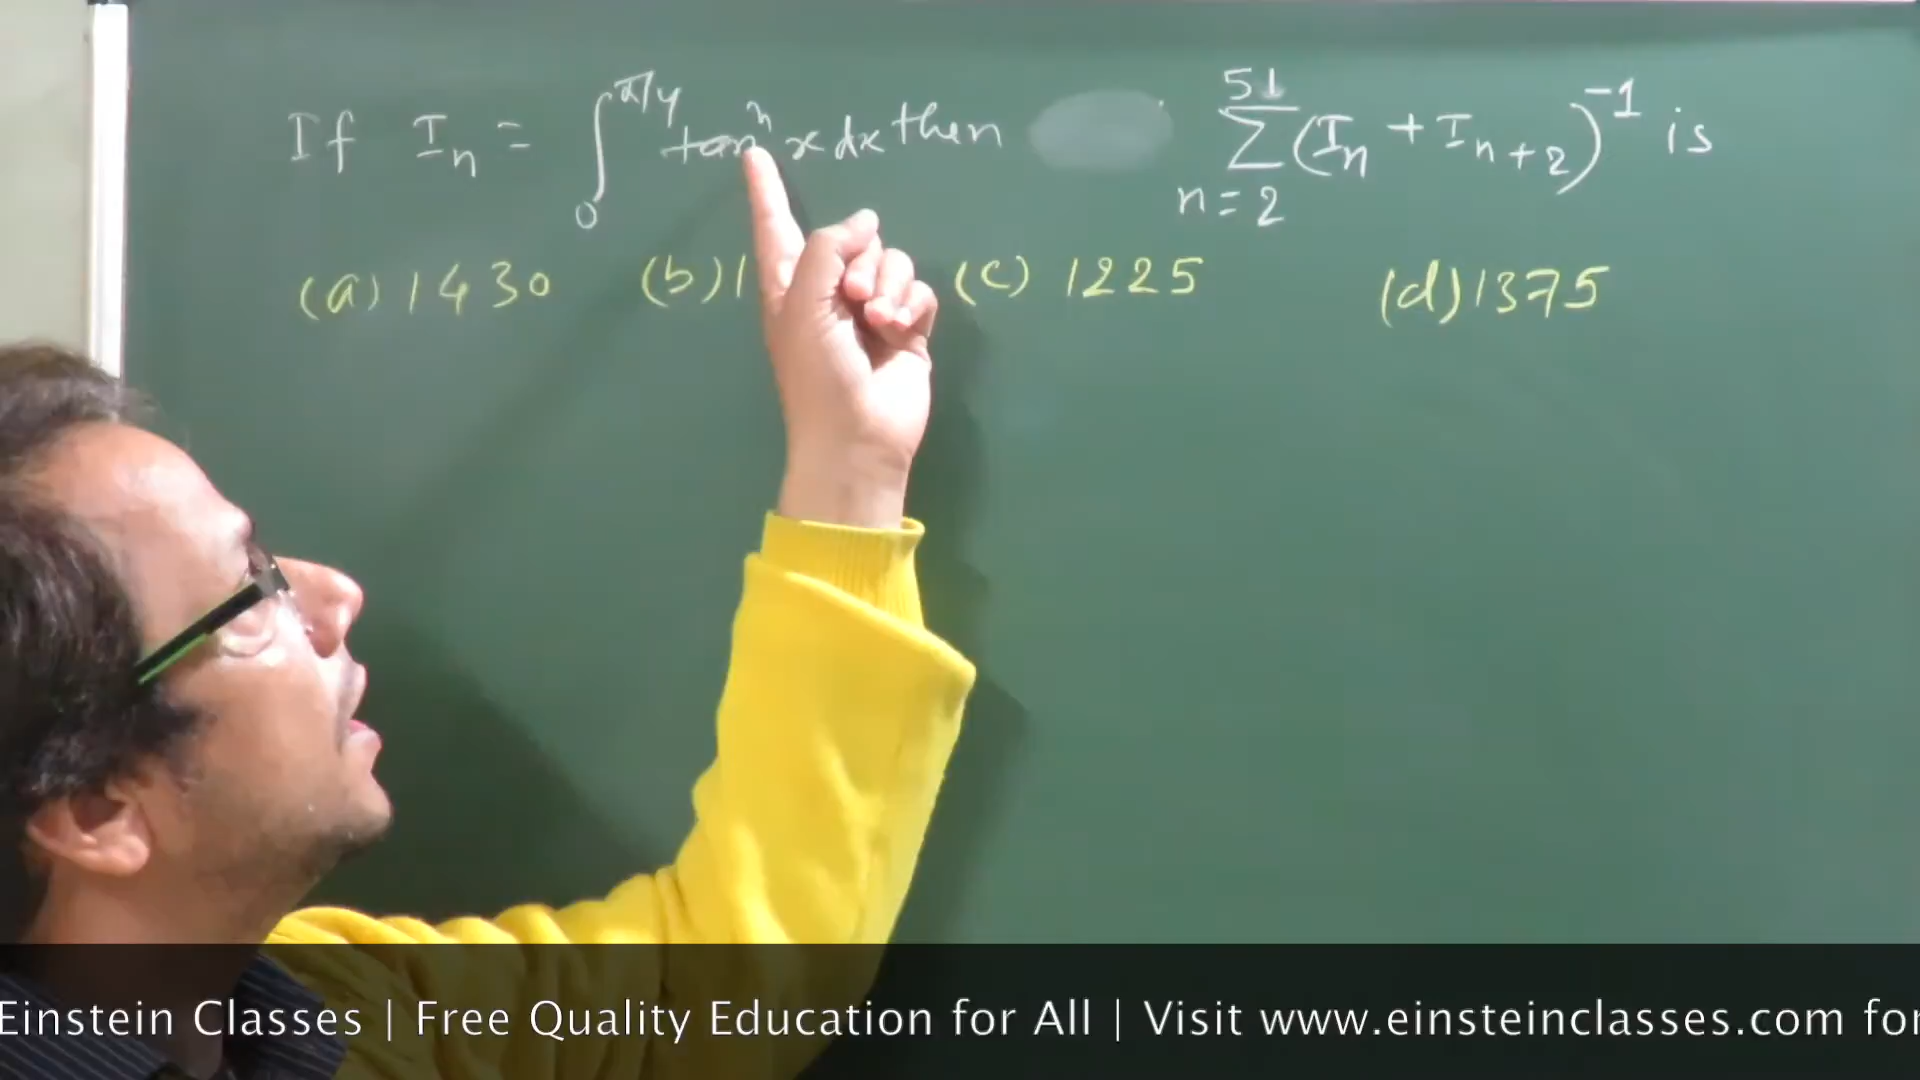 If I_n = ∫_0^{π/4} tan^n x dx then ∑_{n=2}^{51} (I_n + I_{n+2})^{-1} is
(a) 1430 (b) 1 (c) 1225 (d) 1375
Einstein Classes | Free Quality Education for All | Visit www.einsteinclasses.com for